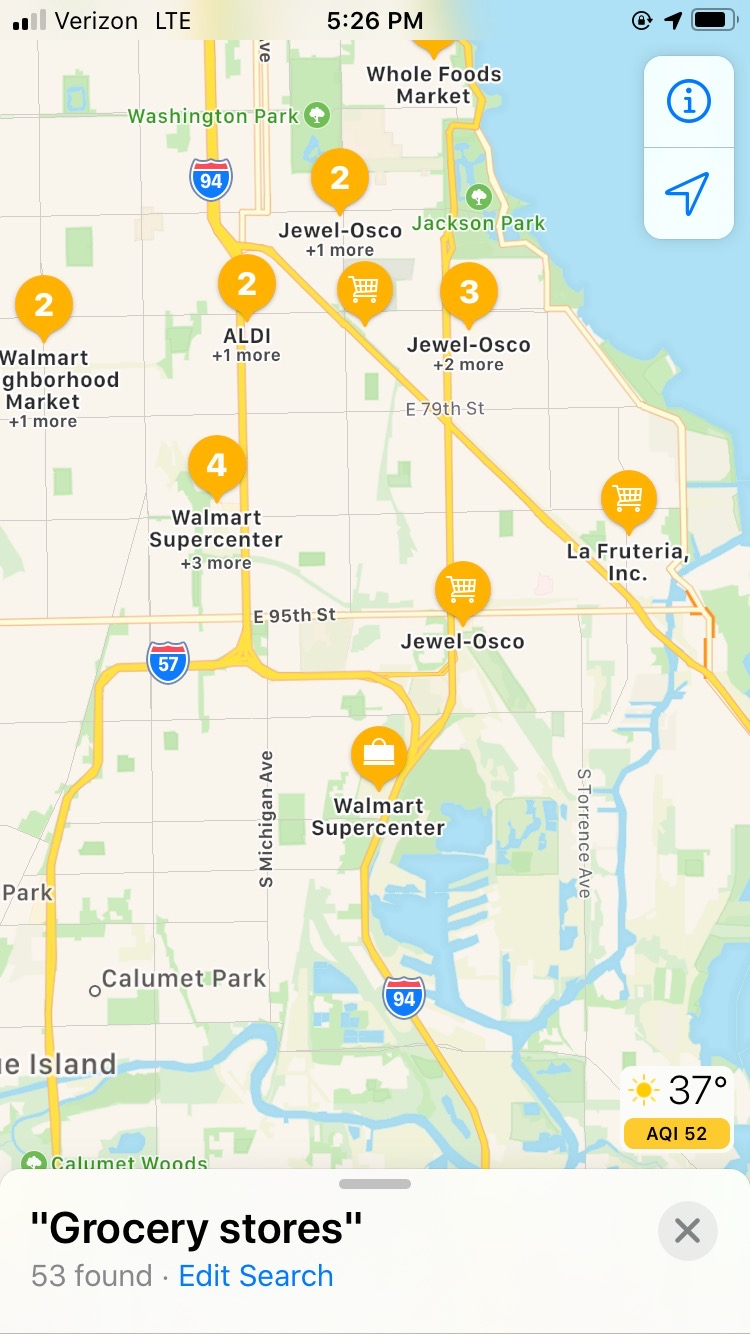 Verizon LTE
5:26 PM
ve
Whole Foods
Market
Washington Park
94
2
Jewel-Osco
+1 more
Jackson Park
2
ALDI
+1 more
2
Walmart
ghborhood
Market
+1 more
3
Jewel-Osco
+2 more
E 79th St
4
Walmart
Supercenter
+3 more
La Fruteria,
Inc.
E 95th St
Jewel-Osco
57
Walmart
Supercenter
S Michigan Ave
S Torrence Ave
Park
Calumet Park
94
e Island
37°
AQI 52
Calumet Woods
"Grocery stores"
53 found · Edit Search